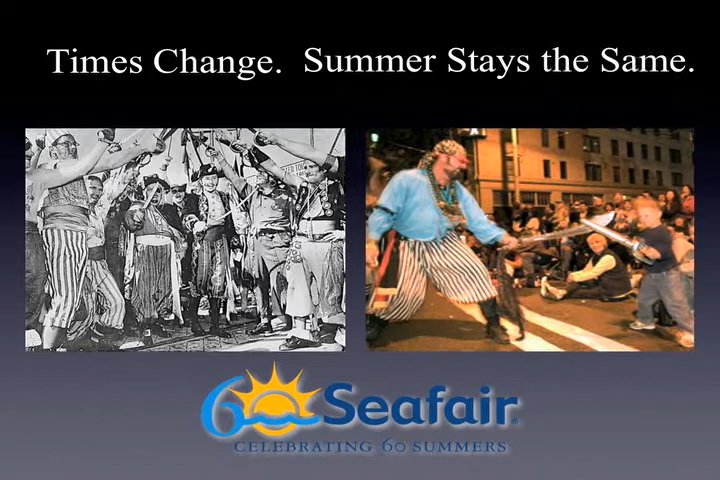 Times Change. Summer Stays the Same.
60 Seafair
CELEBRATING 60 SUMMERS